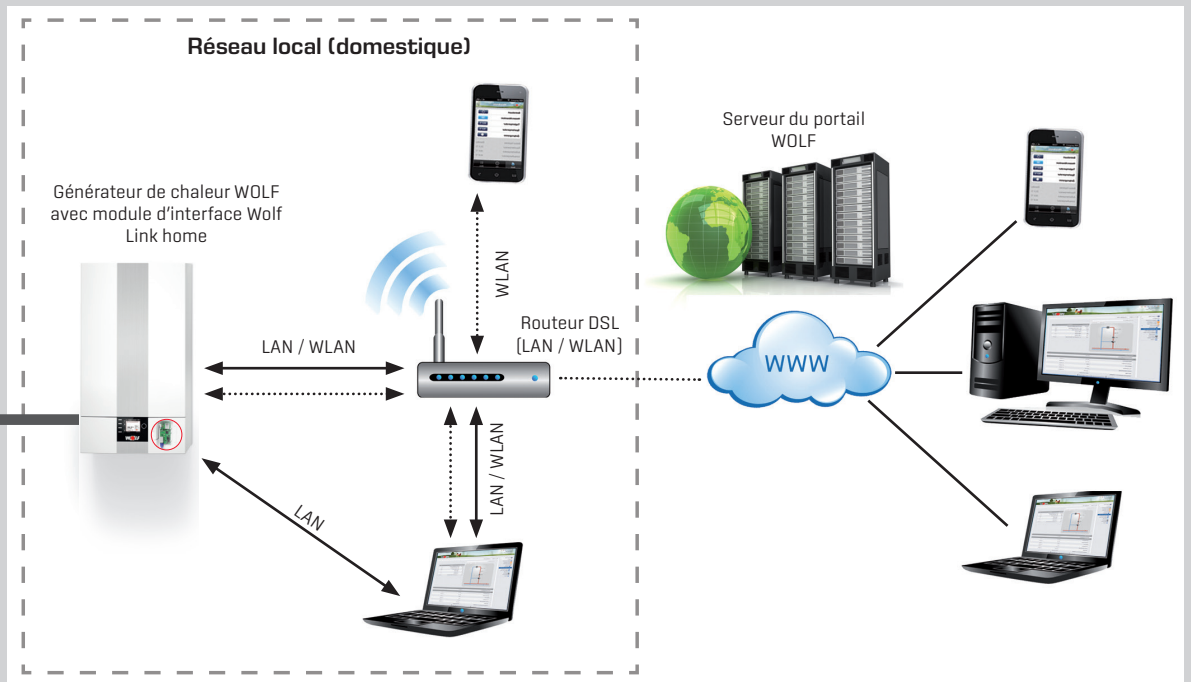 Réseau local (domestique)
Serveur du portail
WOLF
Générateur de chaleur WOLF
avec module d'interface Wolf
Link home
WLAN
Routeur DSL
(LAN / WLAN)
LAN / WLAN
WWW
WOLF
LAN / WLAN
LAN